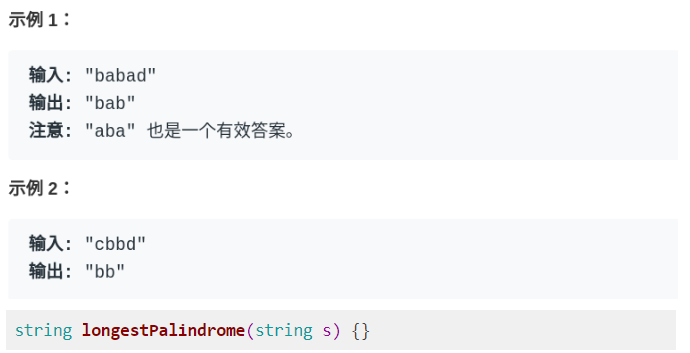 示例 1：
输入: "babad"
输出: "bab"
注意: "aba" 也是一个有效答案。
示例 2：
输入: "cbbd"
输出: "bb"
string longestPalindrome(string s) {}